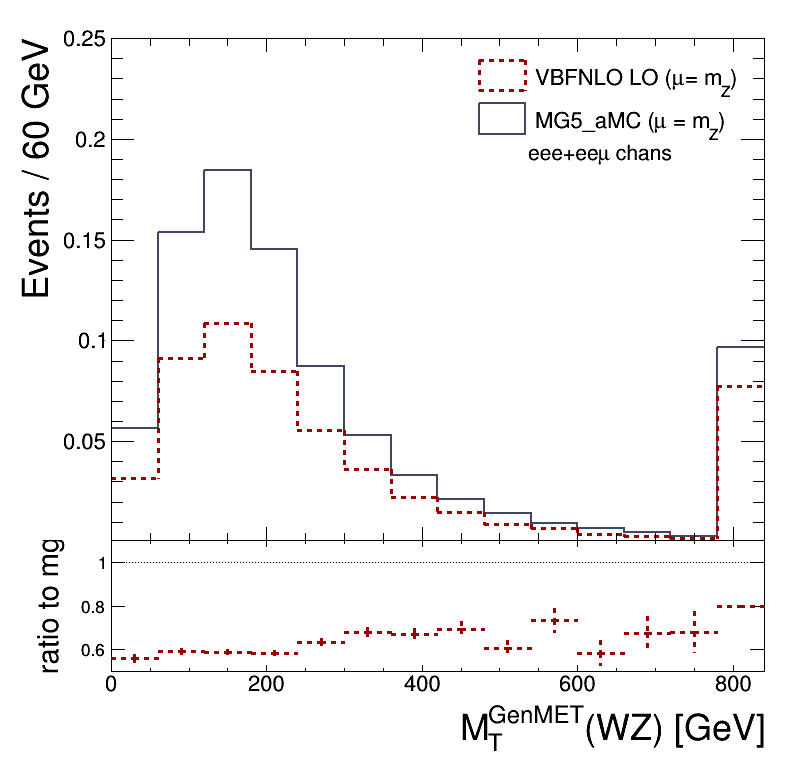 Events / 60 GeV
0.25
0.2
0.15
0.1
0.05
VBFNLO LO (μ= m_Z)
MG5_aMC (μ = m_Z)
eee+eeμ chans
ratio to mg
1
0.8
0.6
0 200 400 600 800
M_T^GenMET(WZ) [GeV]